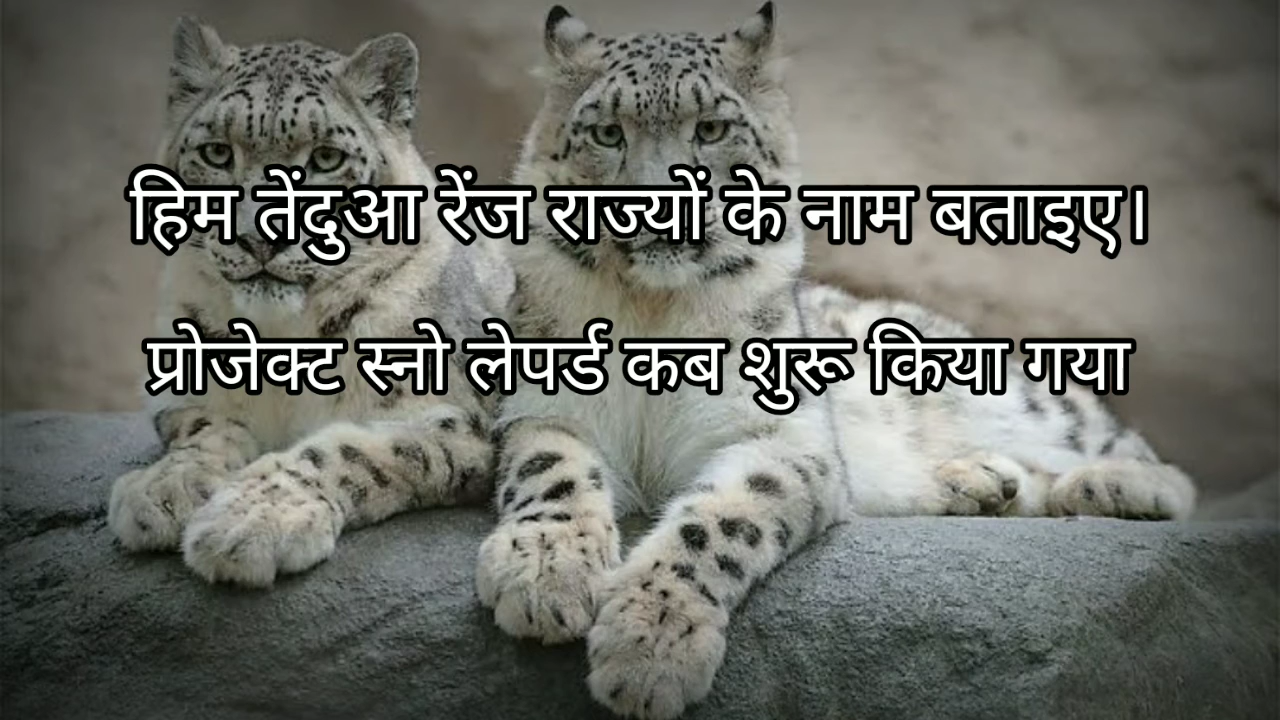 हिम तेंदुआ रेंज राज्यों के नाम बताइए।
प्रोजेक्ट स्नो लेपर्ड कब शुरू किया गया